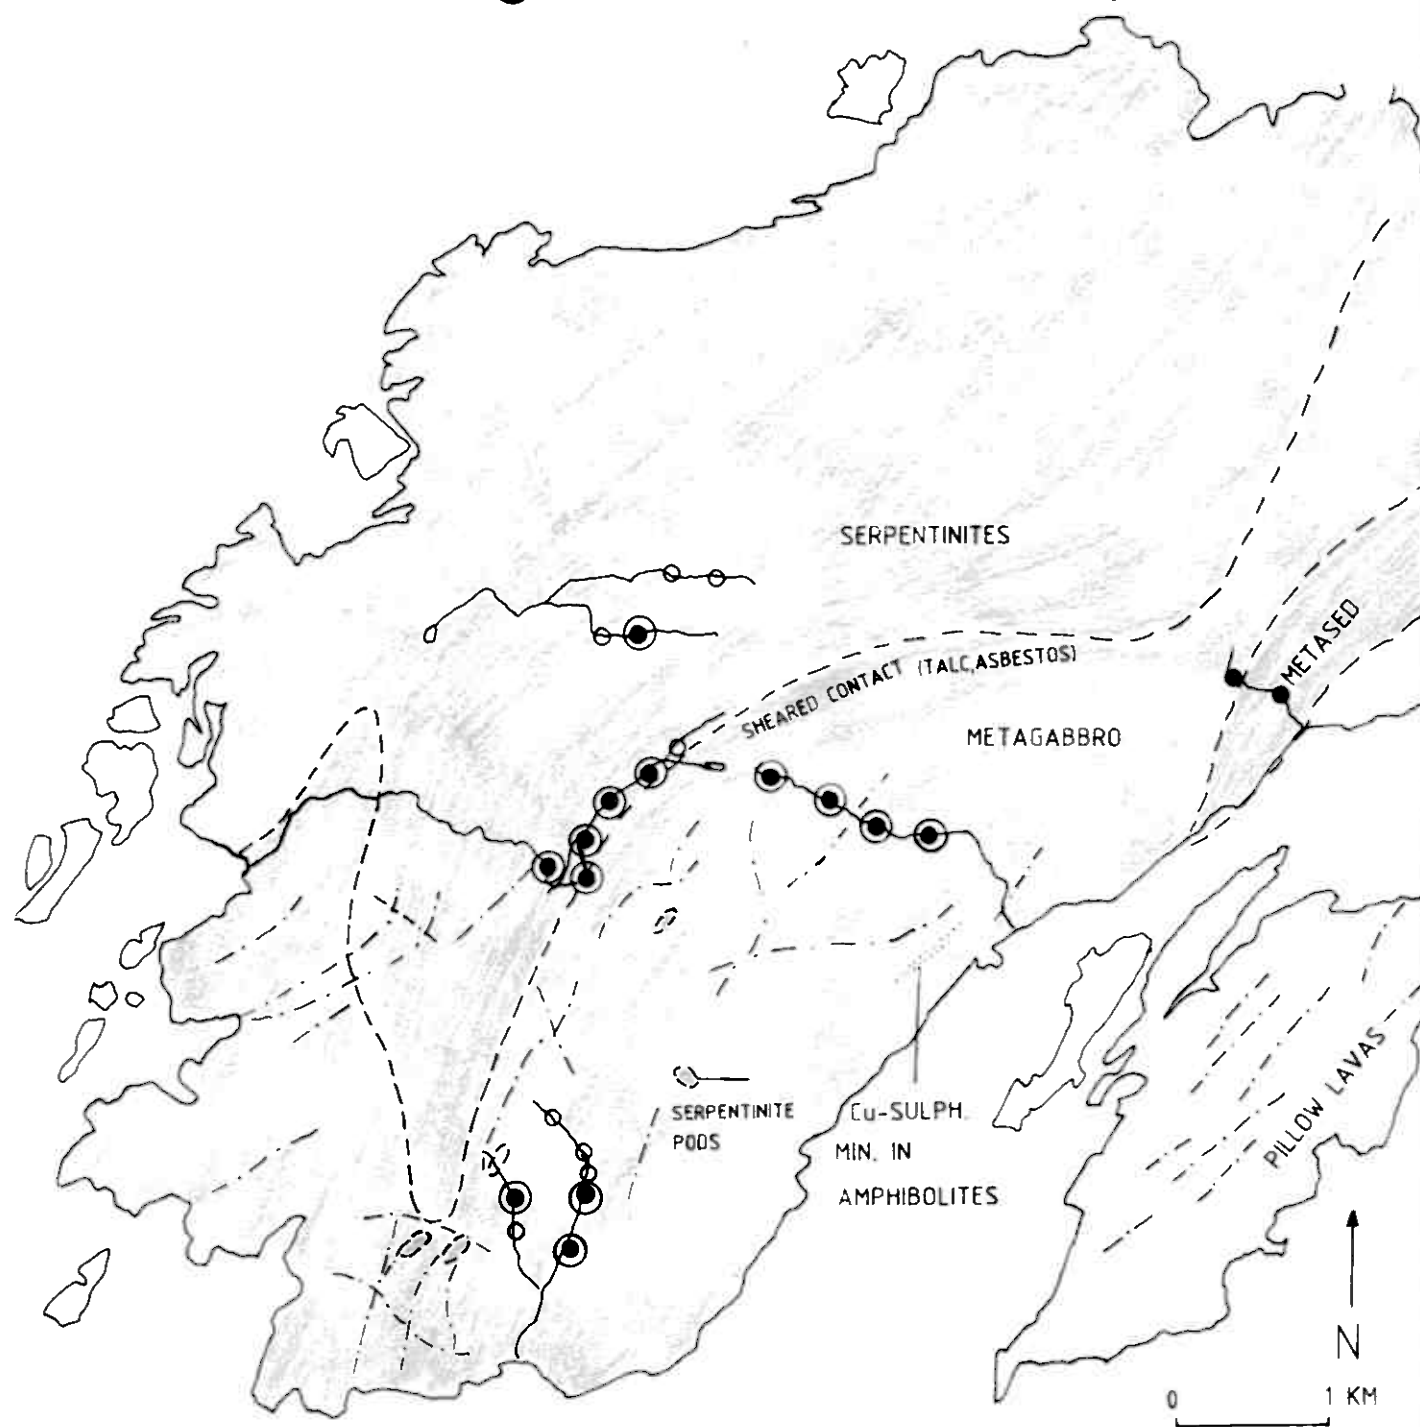 SERPENTINITES
METASED
SHEARED CONTACT (TALC,ASBESTOS)
METAGABBRO
SERPENTINITE
PODS
Cu-SULPH.
MIN. IN
AMPHIBOLITES
PILLOW LAVAS
N
0 1 KM